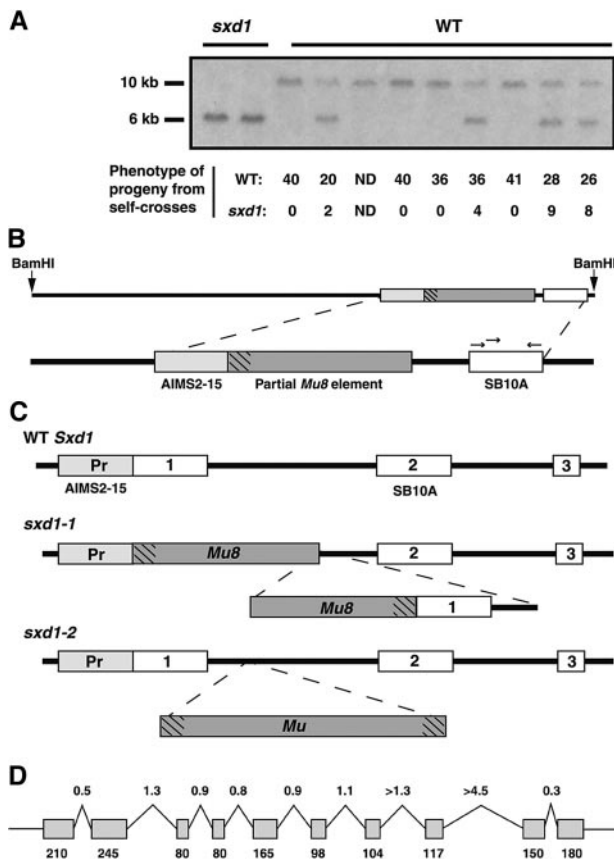 A
sxd1 WT
10 kb
6 kb
Phenotype of progeny from self-crosses
WT: 40 20 ND 40 36 36 41 28 26
sxd1: 0 2 ND 0 0 4 0 9 8
B
BamHI BamHI
AIMS2-15 Partial Mu8 element SB10A
C
WT Sxd1
Pr 1 2 3
AIMS2-15 SB10A
sxd1-1
Pr Mu8 2 3
Mu8 1
sxd1-2
Pr 1 2 3
Mu
D
0.5 1.3 0.9 0.8 0.9 1.1 >1.3 >4.5 0.3
210 245 80 80 165 98 104 117 150 180